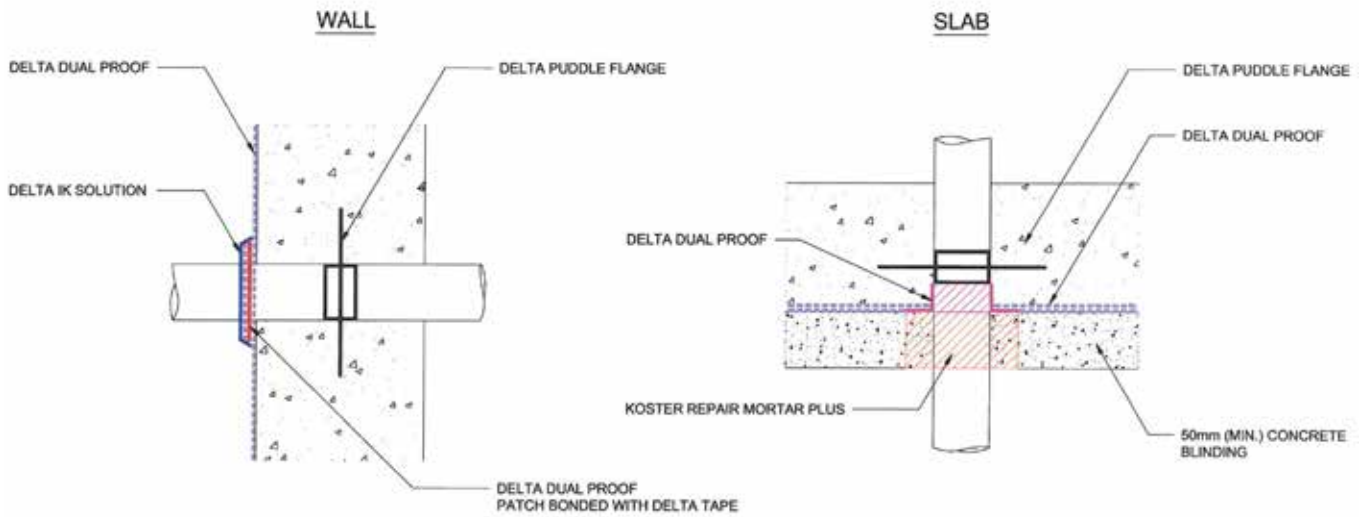 WALL
DELTA DUAL PROOF
DELTA PUDDLE FLANGE
DELTA IK SOLUTION
DELTA DUAL PROOF
PATCH BONDED WITH DELTA TAPE
SLAB
DELTA PUDDLE FLANGE
DELTA DUAL PROOF
DELTA DUAL PROOF
KOSTER REPAIR MORTAR PLUS
50mm (MIN.) CONCRETE
BLINDING